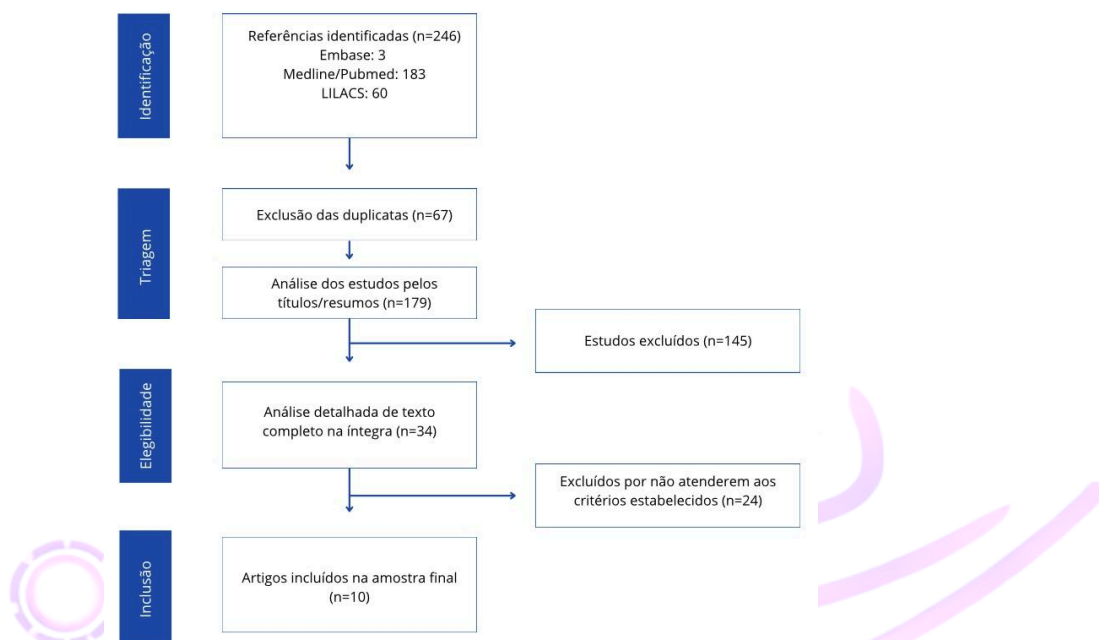 Identificação
Referências identificadas (n=246)
Embase: 3
Medline/Pubmed: 183
LILACS: 60
Triagem
Exclusão das duplicatas (n=67)
Análise dos estudos pelos
títulos/resumos (n=179)
Estudos excluídos (n=145)
Elegibilidade
Análise detalhada de texto
completo na íntegra (n=34)
Excluídos por não atenderem aos
critérios estabelecidos (n=24)
Inclusão
Artigos incluídos na amostra final
(n=10)